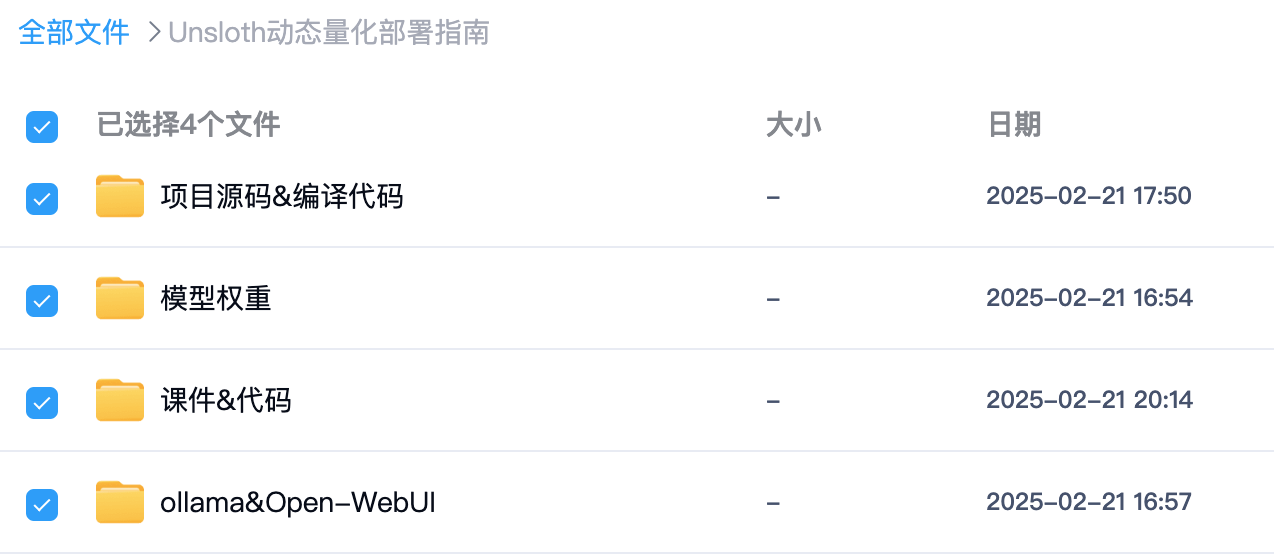 全部文件 > Unsloth动态量化部署指南
已选择4个文件 大小 日期
项目源码&编译代码 - 2025-02-21 17:50
模型权重 - 2025-02-21 16:54
课件&代码 - 2025-02-21 20:14
ollama&Open-WebUI - 2025-02-21 16:57